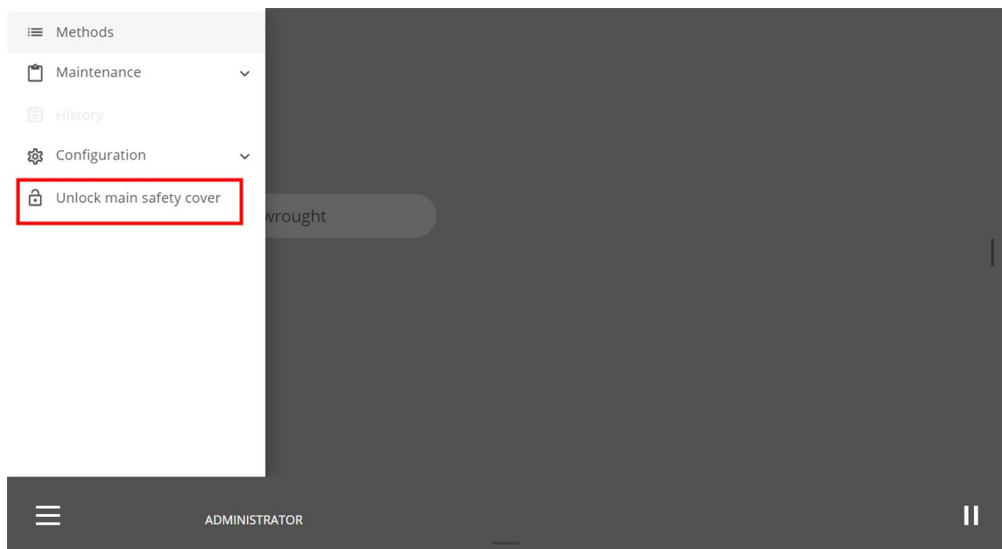 Methods
Maintenance
History
Configuration
Unlock main safety cover
wrought
ADMINISTRATOR